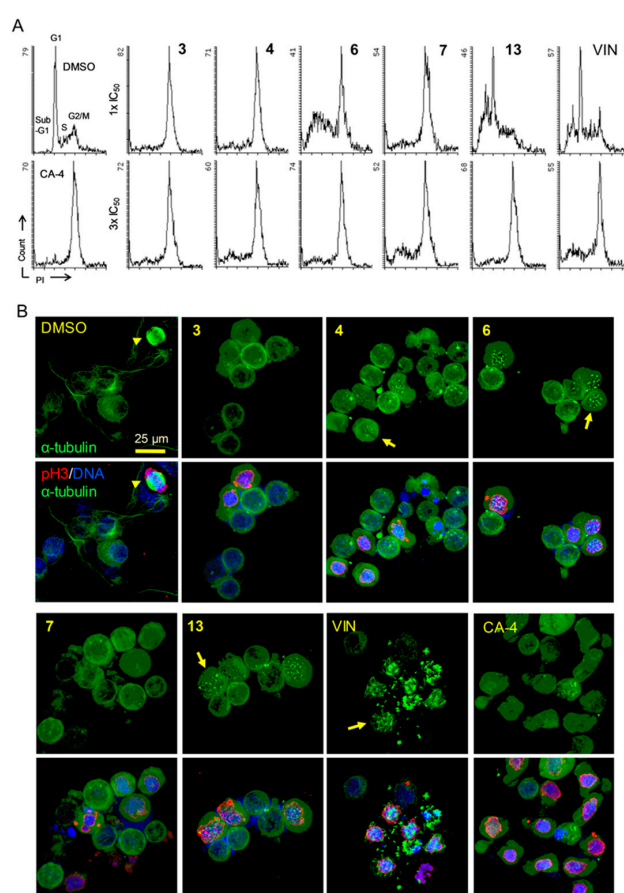 A
G1
79
DMSO
Sub
-G1
S
G2/M
82
3
71
4
41
6
54
7
46
13
57
VIN
1x IC50
70
CA-4
72
60
74
52
68
55
3x IC50
Count
PI
B
DMSO
3
4
6
α-tubulin
25 µm
pH3/DNA
α-tubulin
7
13
VIN
CA-4